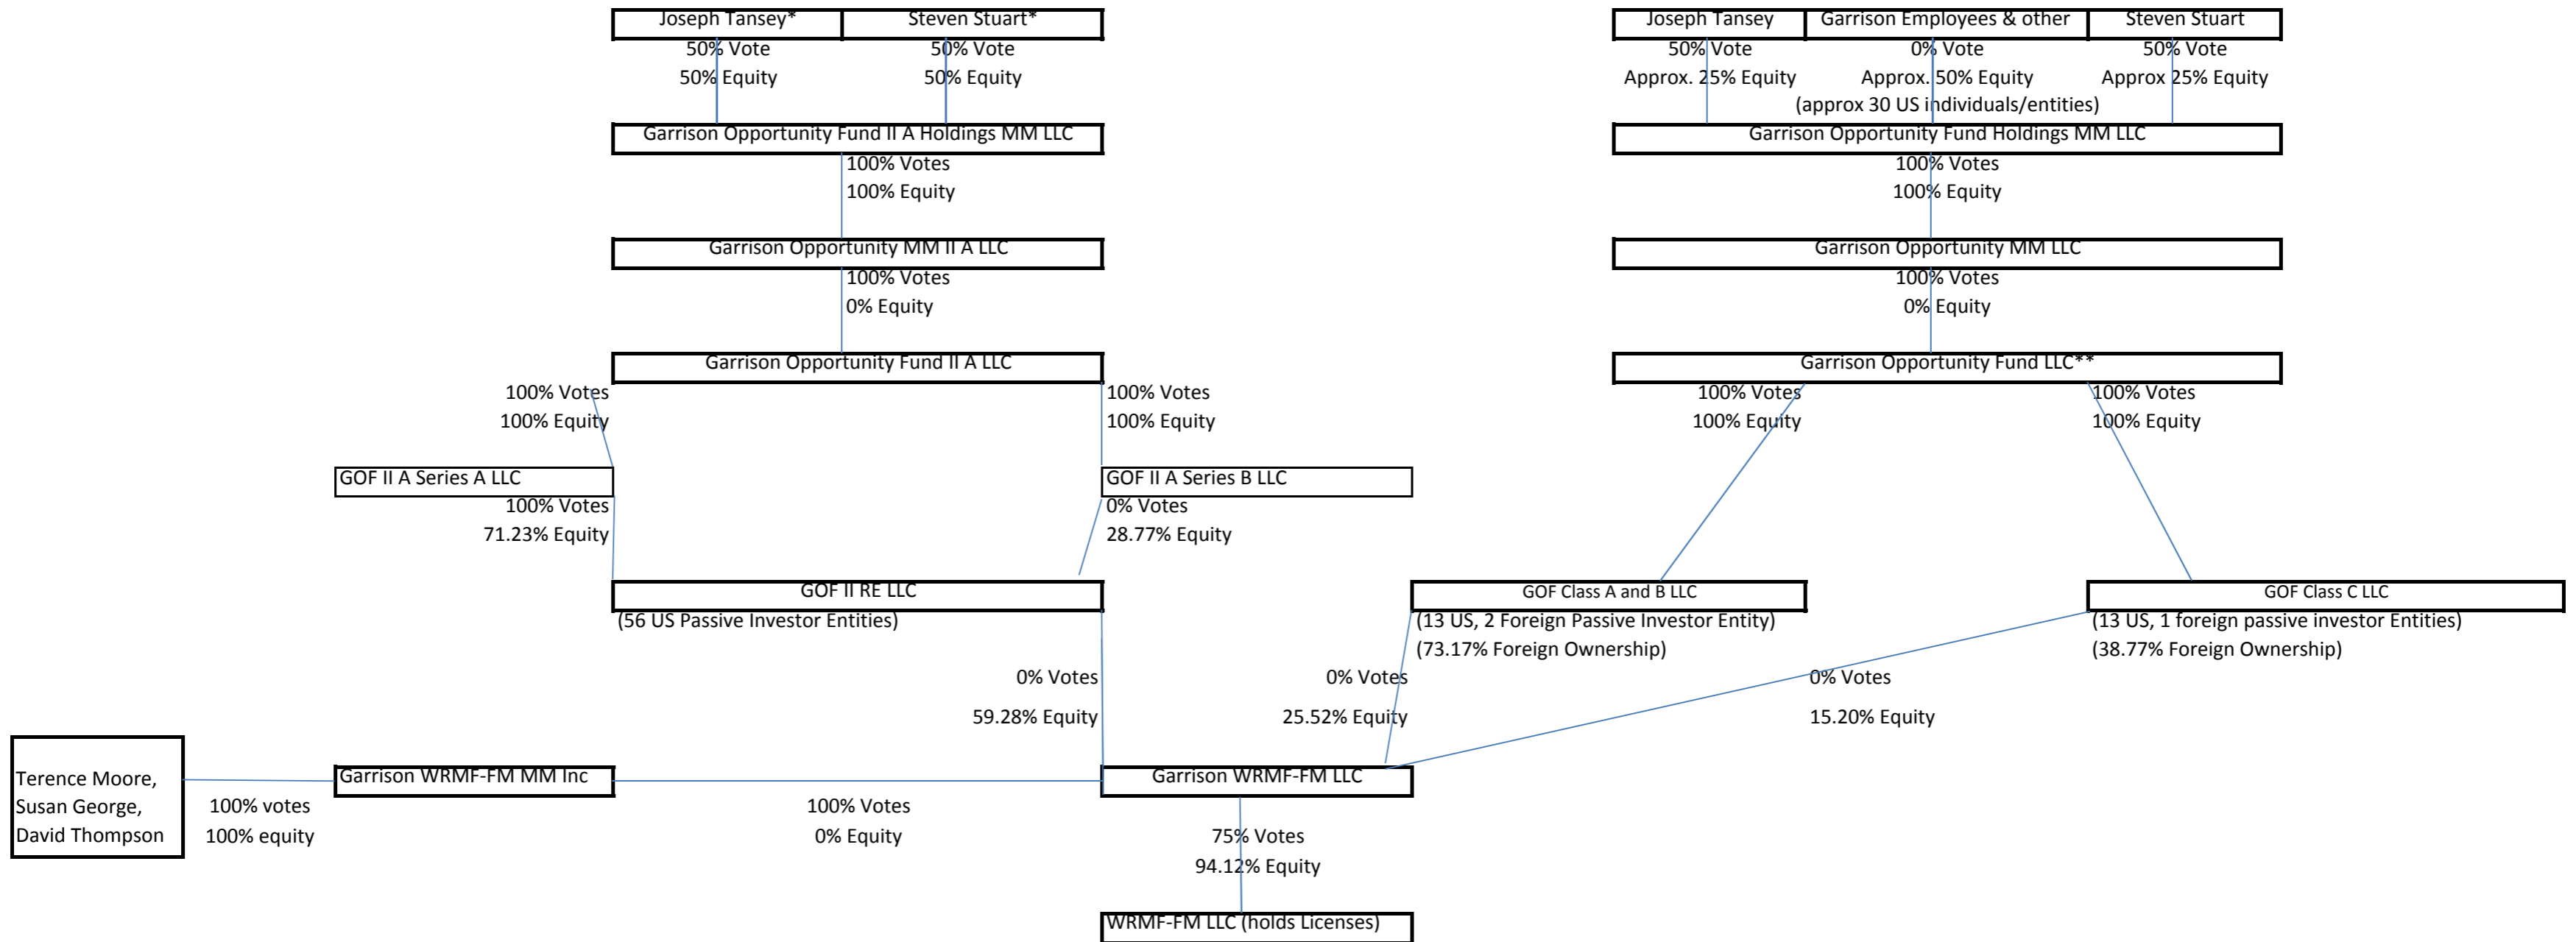 Joseph Tansey* Steven Stuart* Joseph Tansey Garrison Employees & other Steven Stuart
50% Vote 50% Vote 50% Vote 0% Vote 50% Vote
50% Equity 50% Equity Approx. 25% Equity Approx. 50% Equity Approx 25% Equity
(approx 30 US individuals/entities)
Garrison Opportunity Fund II A Holdings MM LLC Garrison Opportunity Fund Holdings MM LLC
100% Votes 100% Votes
100% Equity 100% Equity
Garrison Opportunity MM II A LLC Garrison Opportunity MM LLC
100% Votes 100% Votes
0% Equity 0% Equity
Garrison Opportunity Fund II A LLC Garrison Opportunity Fund LLC**
100% Votes 100% Votes 100% Votes 100% Votes
100% Equity 100% Equity 100% Equity 100% Equity
GOF II A Series A LLC GOF II A Series B LLC
100% Votes 0% Votes
71.23% Equity 28.77% Equity
GOF II RE LLC GOF Class A and B LLC GOF Class C LLC
(56 US Passive Investor Entities) (13 US, 2 Foreign Passive Investor Entity) (13 US, 1 foreign passive investor Entities)
(73.17% Foreign Ownership) (38.77% Foreign Ownership)
0% Votes 0% Votes 0% Votes
59.28% Equity 25.52% Equity 15.20% Equity
Terence Moore, Garrison WRMF-FM MM Inc Garrison WRMF-FM LLC
Susan George, 100% votes 100% Votes 75% Votes
David Thompson 100% equity 0% Equity
94.12% Equity
WRMF-FM LLC (holds Licenses)